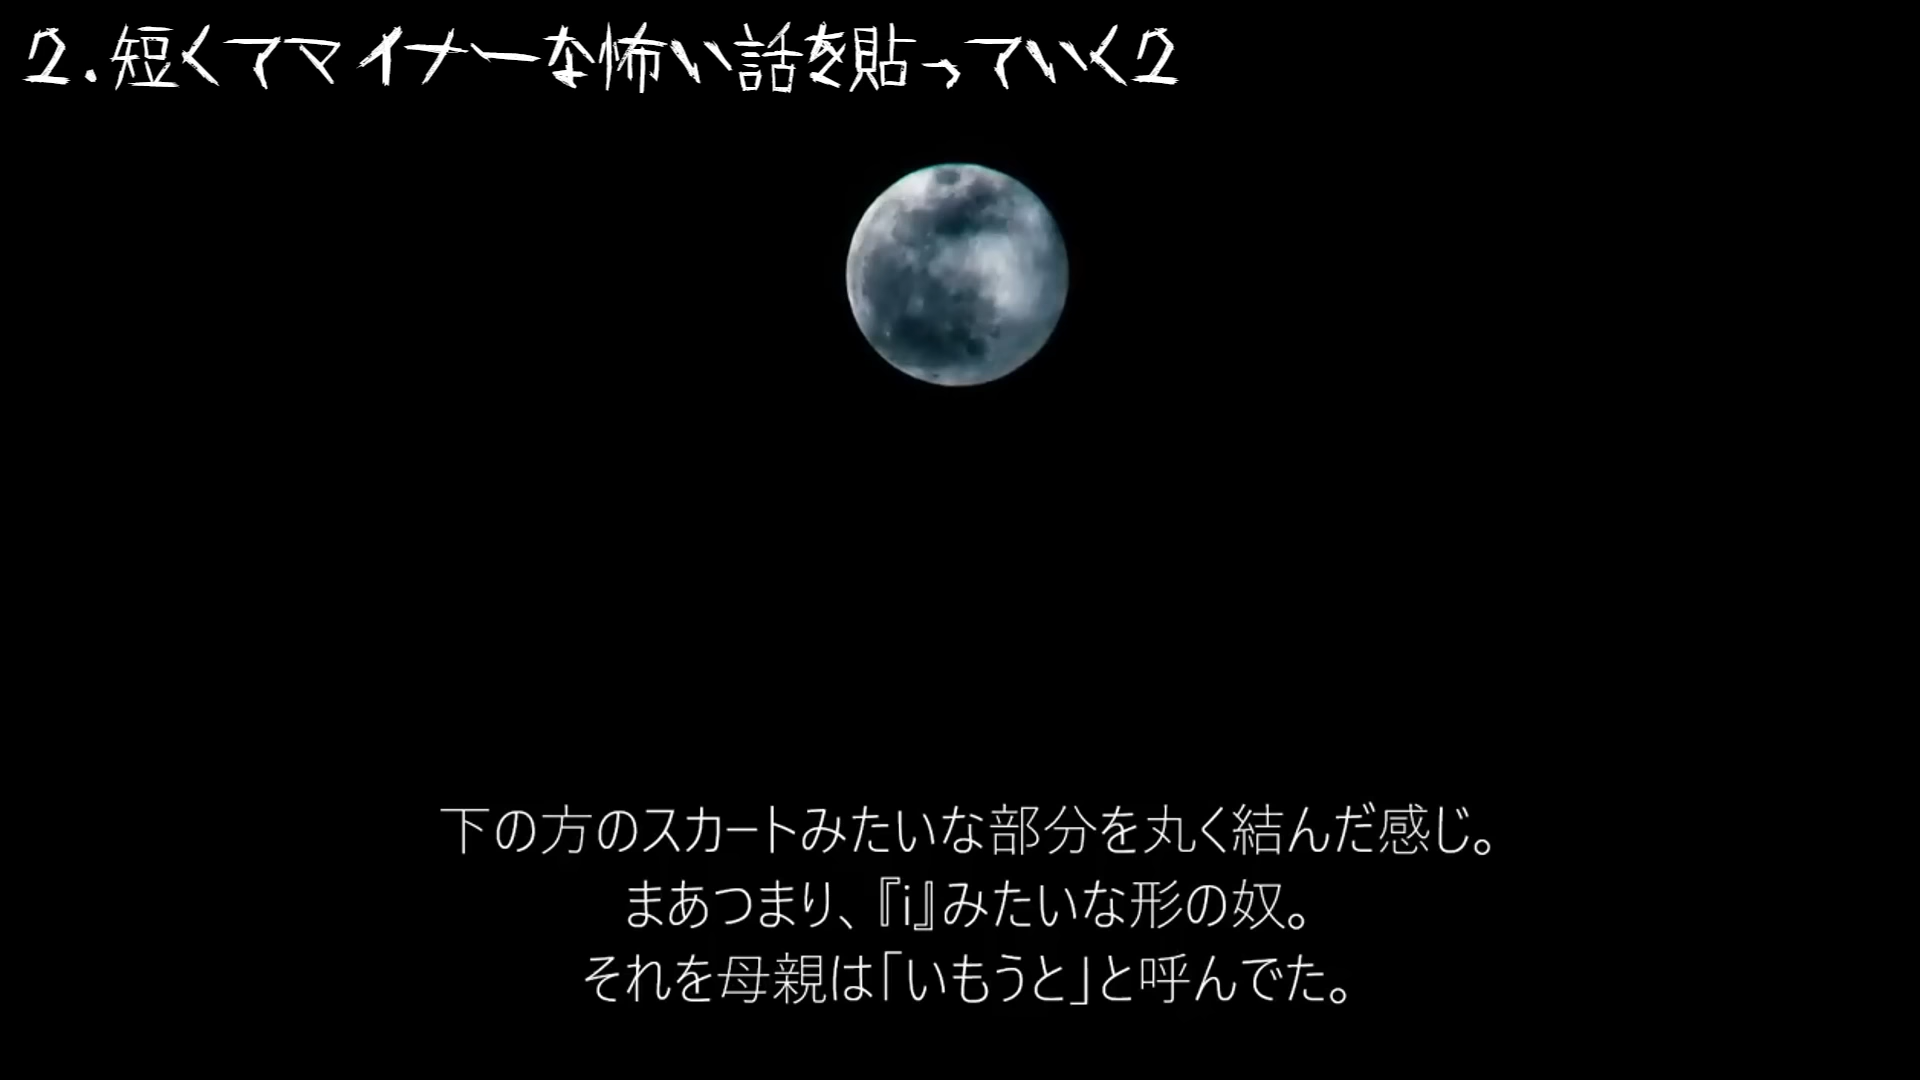 2.短くてマイナーな怖い話を貼っていく2
下の方のスカートみたいな部分を丸く結んだ感じ。
まあつまり、『i』みたいな形の奴。
それを母親は「いもうと」と呼んでた。